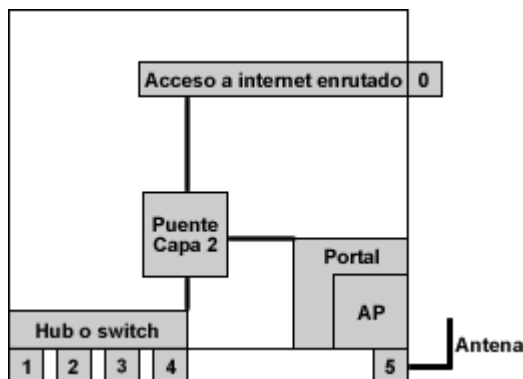 Acceso a internet enrutado 0
Puente
Capa 2
Portal
AP
Hub o switch
Antena
1 2 3 4 5